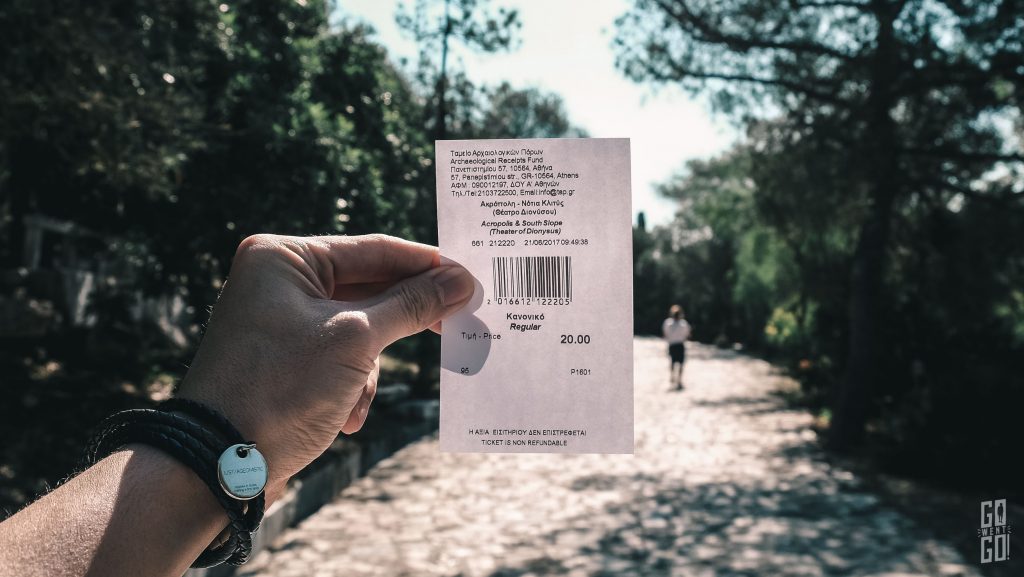 Ταμείο Αρχαιολογικών Πόρων
Archaeological Receipts Fund
Πανεπιστημίου 57, 10564, Αθήνα
57, Panepistimiou str., GR-10564, Athens
ΑΦΜ : 090012197, ΔΟΥ Α' Αθηνών
Τηλ./Tel:2103722500, Email:info@tap.gr
Ακρόπολη - Νότια Κλιτύς
(Θέατρο Διονύσου)
Acropolis & South Slope
(Theater of Dionysus)
661 212220 21/06/2017 09:49:38
2 016612 122205
Κανονικό
Regular
Τιμή - Price 20.00
95 P1601
Η ΑΞΙΑ ΕΙΣΙΤΗΡΙΟΥ ΔΕΝ ΕΠΙΣΤΡΕΦΕΤΑΙ
TICKET IS NON REFUNDABLE
GO
WENT
GO!